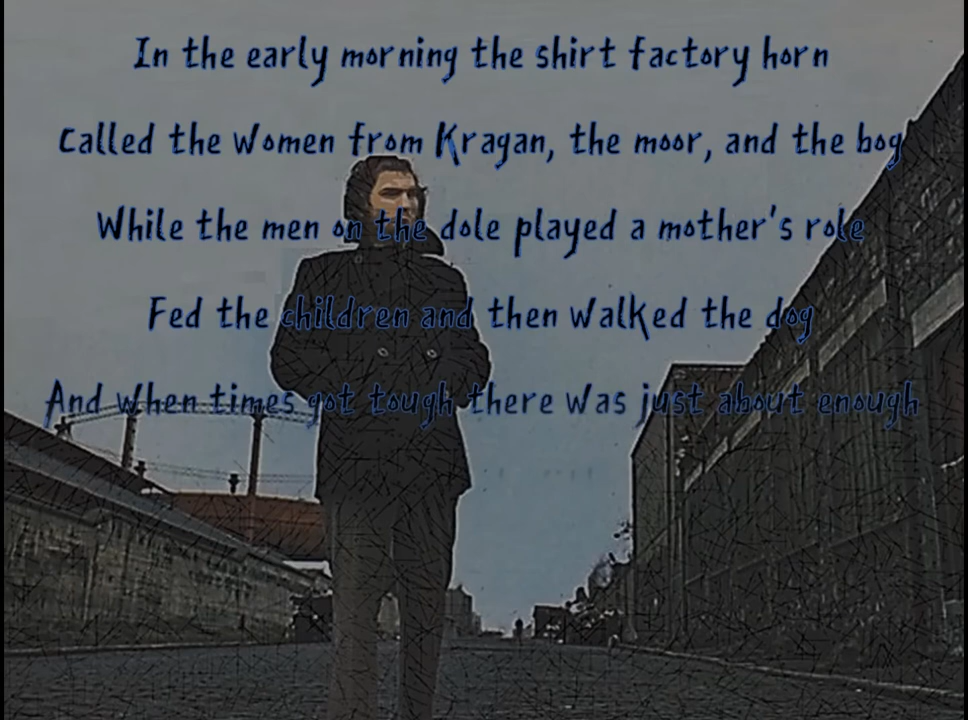 In the early morning the shirt factory horn
Called the women from Kragan, the moor, and the bog
While the men on the dole played a mother's role
Fed the children and then walked the dog
And when times got tough there was just about enough